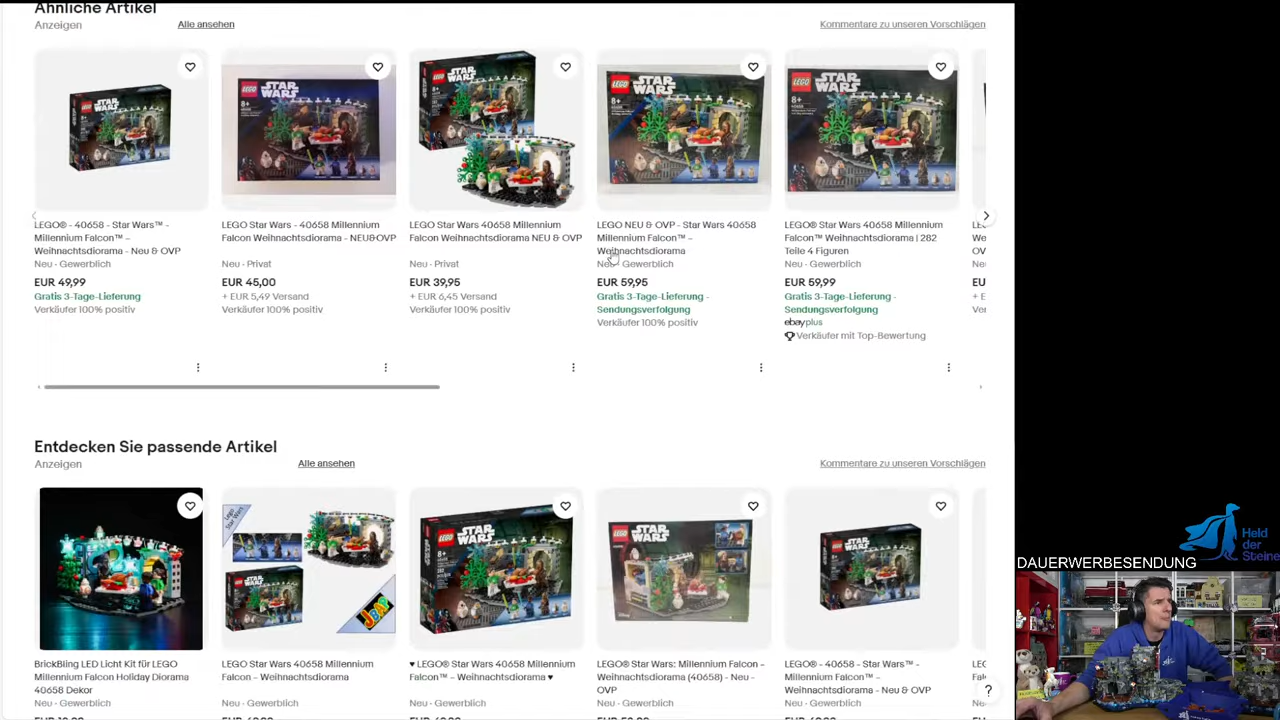 Ähnliche Artikel
Anzeigen
Alle ansehen
Kommentare zu unseren Vorschlägen
LEGO® - 40658 - Star Wars™ -
Millennium Falcon™ –
Weihnachtsdiorama - Neu & OVP
Neu · Gewerblich
EUR 49,99
Gratis 3-Tage-Lieferung
Verkäufer 100% positiv
LEGO Star Wars - 40658 Millennium
Falcon Weihnachtsdiorama - NEU&OVP
Neu · Privat
EUR 45,00
+ EUR 5,49 Versand
Verkäufer 100% positiv
LEGO Star Wars 40658 Millennium
Falcon Weihnachtsdiorama NEU & OVP
Neu · Privat
EUR 39,95
+ EUR 6,45 Versand
Verkäufer 100% positiv
LEGO NEU & OVP - Star Wars 40658
Millennium Falcon™ –
Weihnachtsdiorama
Neu · Gewerblich
EUR 59,95
Gratis 3-Tage-Lieferung -
Sendungsverfolgung
Verkäufer 100% positiv
LEGO® Star Wars 40658 Millennium
Falcon™ Weihnachtsdiorama | 282
Teile 4 Figuren
Neu · Gewerblich
EUR 59,99
Gratis 3-Tage-Lieferung -
Sendungsverfolgung
ebayplus
Verkäufer mit Top-Bewertung
Entdecken Sie passende Artikel
Anzeigen
Alle ansehen
Kommentare zu unseren Vorschlägen
BrickBling LED Licht Kit für LEGO
Millennium Falcon Holiday Diorama
40658 Dekor
Neu · Gewerblich
LEGO Star Wars 40658 Millennium
Falcon – Weihnachtsdiorama
Neu · Gewerblich
♥ LEGO® Star Wars 40658 Millennium
Falcon™ – Weihnachtsdiorama ♥
Neu · Gewerblich
LEGO® Star Wars: Millennium Falcon –
Weihnachtsdiorama (40658) - Neu -
OVP
Neu · Gewerblich
LEGO® - 40658 - Star Wars™ -
Millennium Falcon™ –
Weihnachtsdiorama - Neu & OVP
Neu · Gewerblich
Held
der
Steine
DAUERWERBESENDUNG